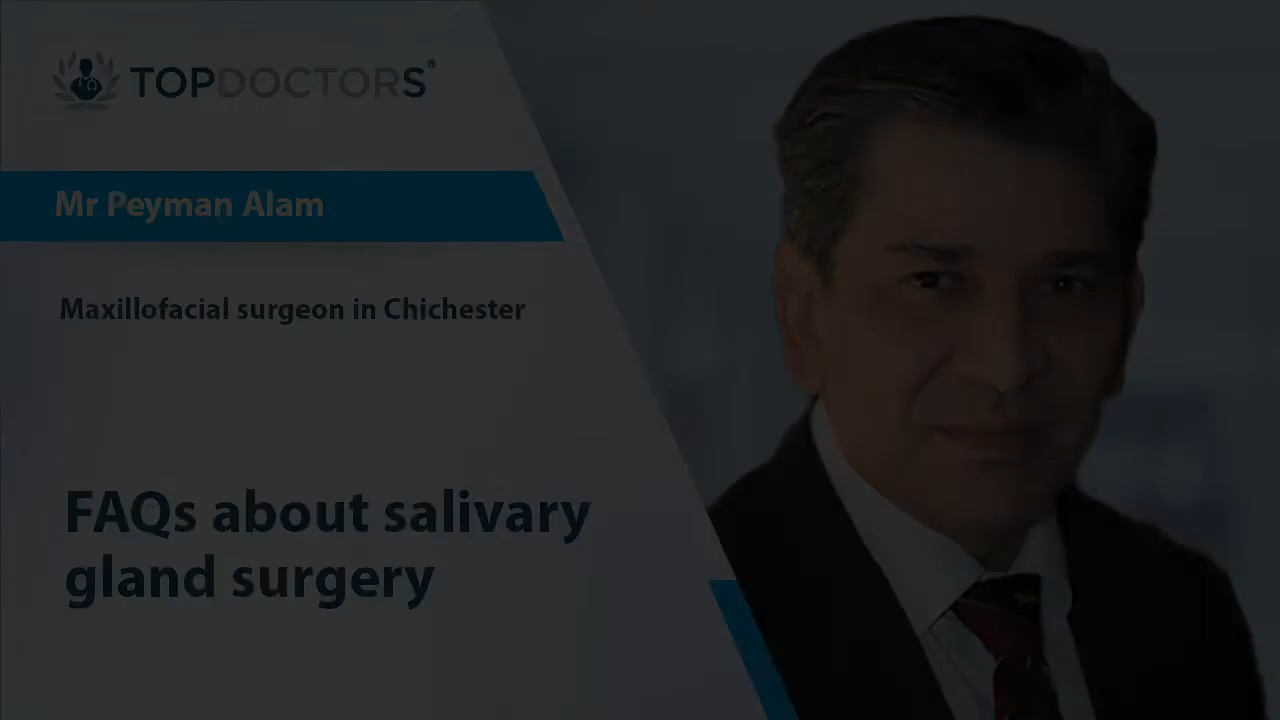 TOPDOCTORS®
Mr Peyman Alam
Maxillofacial surgeon in Chichester
FAQs about salivary
gland surgery